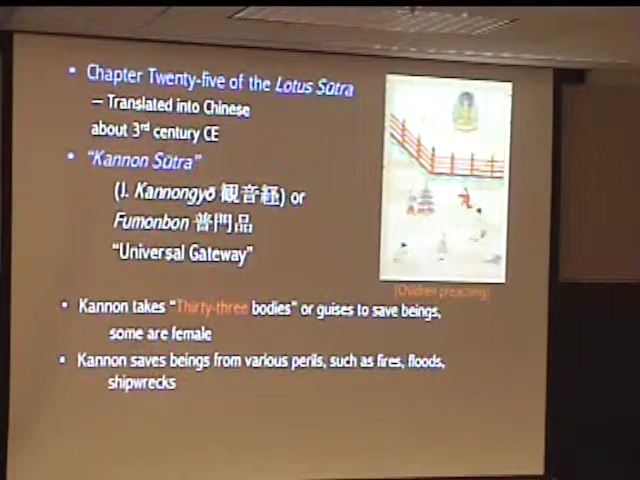 • Chapter Twenty-five of the Lotus Sūtra
– Translated into Chinese
about 3rd century CE
• "Kannon Sūtra"
(J. Kannongyō 観音経) or
Fumonbon 普門品
"Universal Gateway"
[Children preaching]
• Kannon takes "Thirty-three bodies" or guises to save beings,
some are female
• Kannon saves beings from various perils, such as fires, floods,
shipwrecks